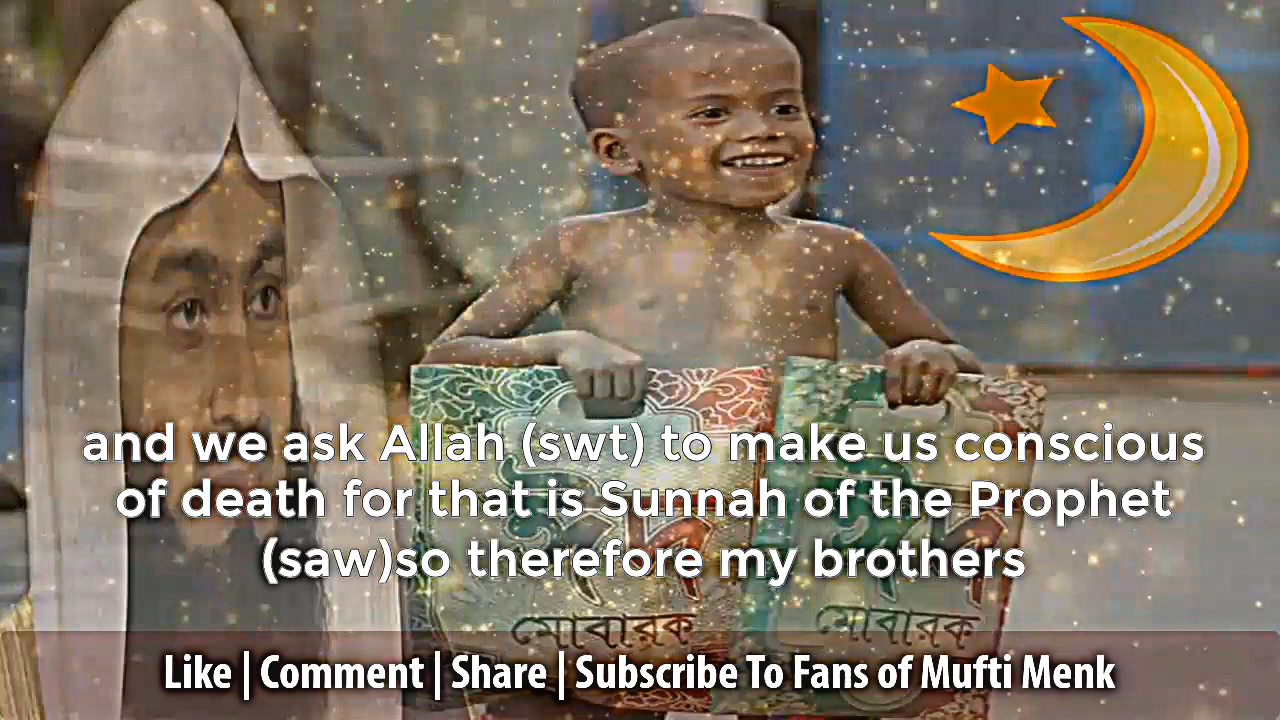 and we ask Allah (swt) to make us conscious
of death for that is Sunnah of the Prophet
(saw)so therefore my brothers
মোবারক
মোবারক
Like | Comment | Share | Subscribe To Fans of Mufti Menk